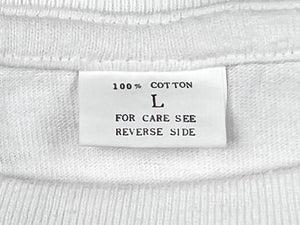 100% COTTON
L
FOR CARE SEE
REVERSE SIDE